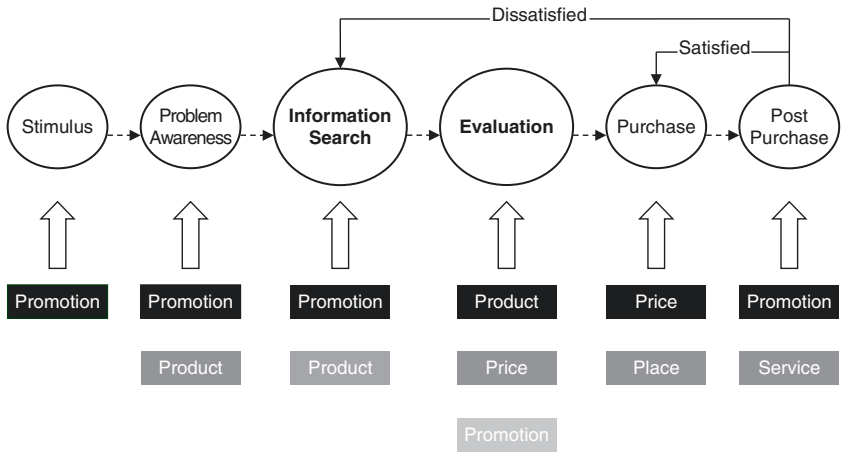 Dissatisfied
Satisfied
Stimulus
Problem
Awareness
Information
Search
Evaluation
Purchase
Post
Purchase
Promotion
Promotion
Promotion
Product
Price
Promotion
Product
Product
Price
Place
Service
Promotion